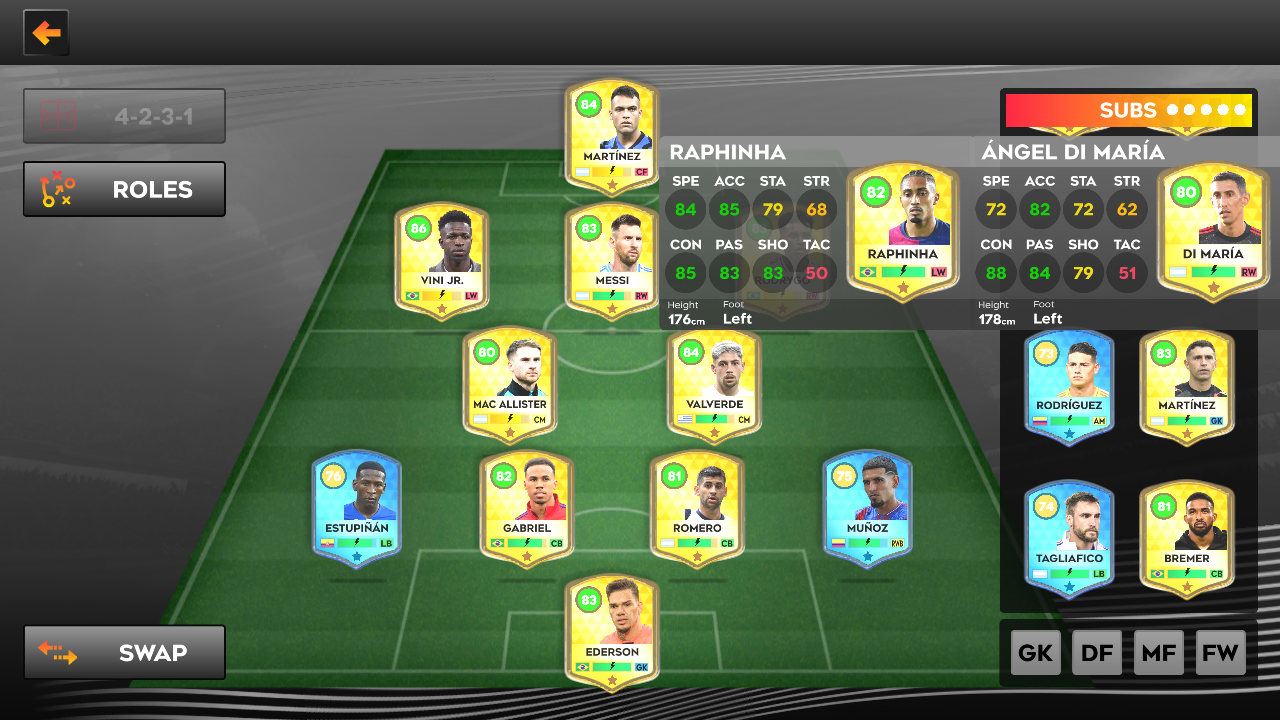 4-2-3-1
ROLES
SWAP
SUBS
84
MARTÍNEZ
CF
86
VINI JR.
LW
83
MESSI
RW
RAPHINHA
SPE ACC STA STR
84 85 79 68
CON PAS SHO TAC
85 83 83 50
Height Foot
176cm Left
82
RAPHINHA
LW
RODRYGO
ÁNGEL DI MARÍA
SPE ACC STA STR
72 82 72 62
CON PAS SHO TAC
88 84 79 51
Height Foot
178cm Left
80
DI MARÍA
RW
80
MAC ALLISTER
CM
84
VALVERDE
CM
73
RODRÍGUEZ
AM
83
MARTÍNEZ
GK
76
ESTUPIÑÁN
LB
82
GABRIEL
CB
81
ROMERO
CB
75
MUÑOZ
RWB
74
TAGLIAFICO
LB
81
BREMER
CB
83
EDERSON
GK
GK DF MF FW